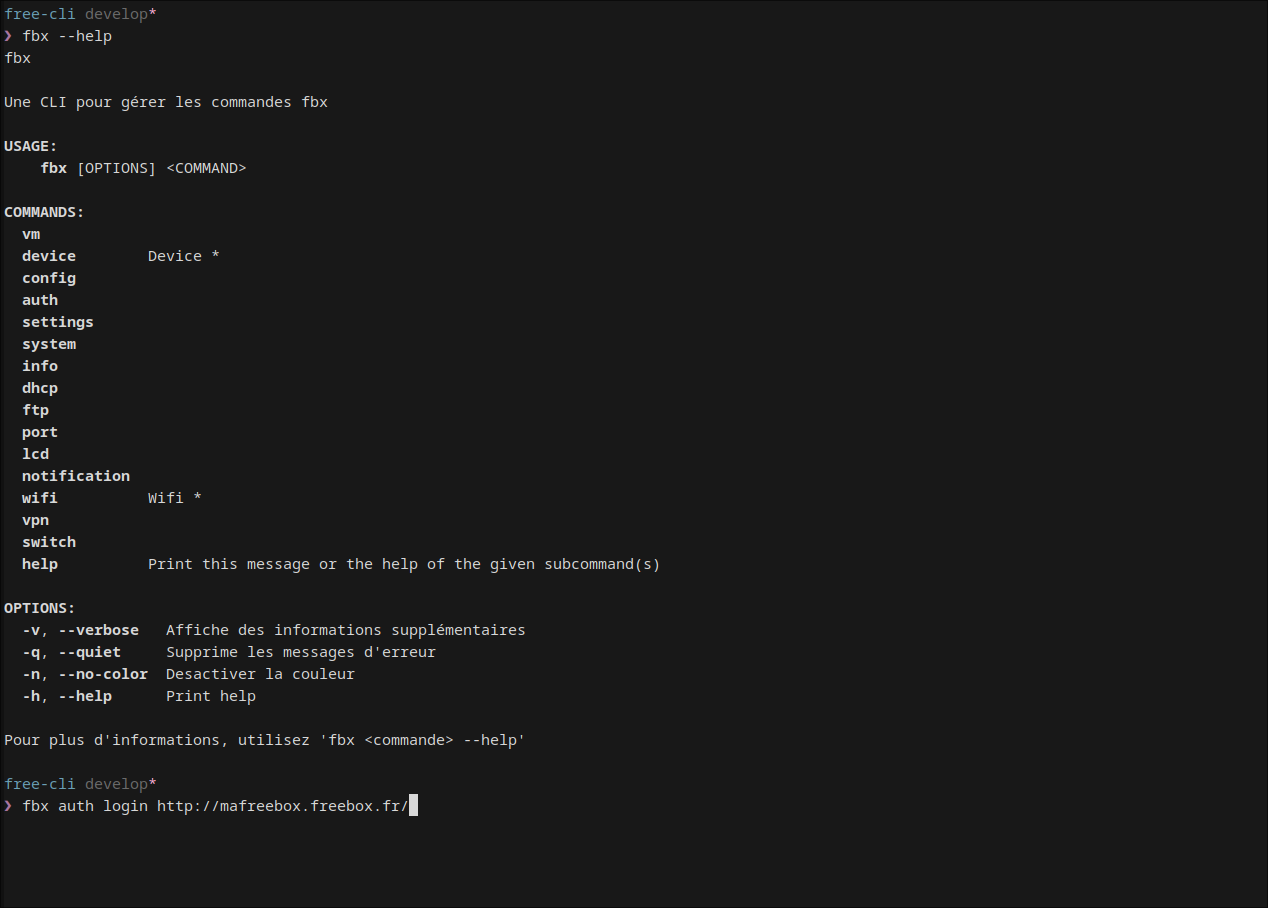 free-cli develop*
❯ fbx --help
fbx
Une CLI pour gérer les commandes fbx
USAGE:
fbx [OPTIONS] <COMMAND>
COMMANDS:
vm
device Device *
config
auth
settings
system
info
dhcp
ftp
port
lcd
notification
wifi Wifi *
vpn
switch
help Print this message or the help of the given subcommand(s)
OPTIONS:
-v, --verbose Affiche des informations supplémentaires
-q, --quiet Supprime les messages d'erreur
-n, --no-color Desactiver la couleur
-h, --help Print help
Pour plus d'informations, utilisez 'fbx <commande> --help'
free-cli develop*
❯ fbx auth login http://mafreebox.freebox.fr/